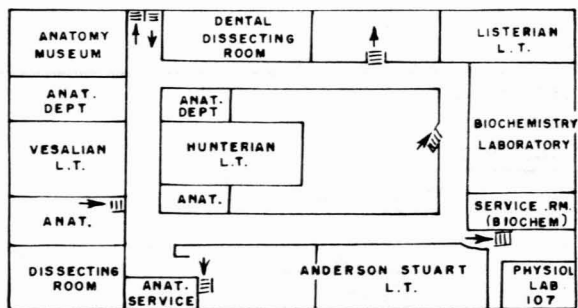 ANATOMY
MUSEUM
DENTAL
DISSECTING
ROOM
LISTERIAN
L.T.
ANAT.
DEPT
ANAT.
DEPT
VESALIAN
L.T.
HUNTERIAN
L.T.
BIOCHEMISTRY
LABORATORY
ANAT.
ANAT.
SERVICE .RM.
(BIOCHEM)
DISSECTING
ROOM
ANAT.
SERVICE
ANDERSON STUART
L.T.
PHYSIOL
LAB
107